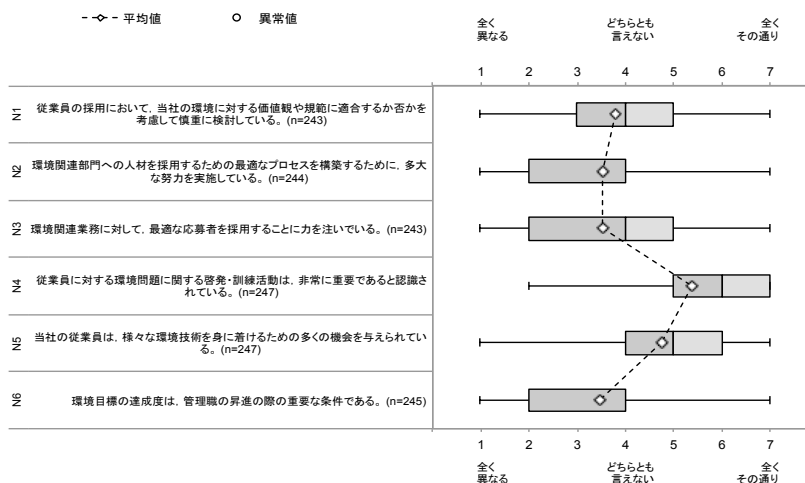 平均値
異常値
全く
異なる
どちらとも
言えない
全く
その通り
1 2 3 4 5 6 7
N1
従業員の採用において，当社の環境に対する価値観や規範に適合するか否かを
考慮して慎重に検討している。(n=243)
N2
環境関連部門への人材を採用するための最適なプロセスを構築するために，多大
な努力を実施している。(n=244)
N3
環境関連業務に対して，最適な応募者を採用することに力を注いでいる。(n=243)
N4
従業員に対する環境問題に関する啓発・訓練活動は，非常に重要であると認識さ
れている。(n=247)
N5
当社の従業員は，様々な環境技術を身に着けるための多くの機会を与えられてい
る。(n=247)
N6
環境目標の達成度は，管理職の昇進の際の重要な条件である。(n=245)
1 2 3 4 5 6 7
全く
異なる
どちらとも
言えない
全く
その通り